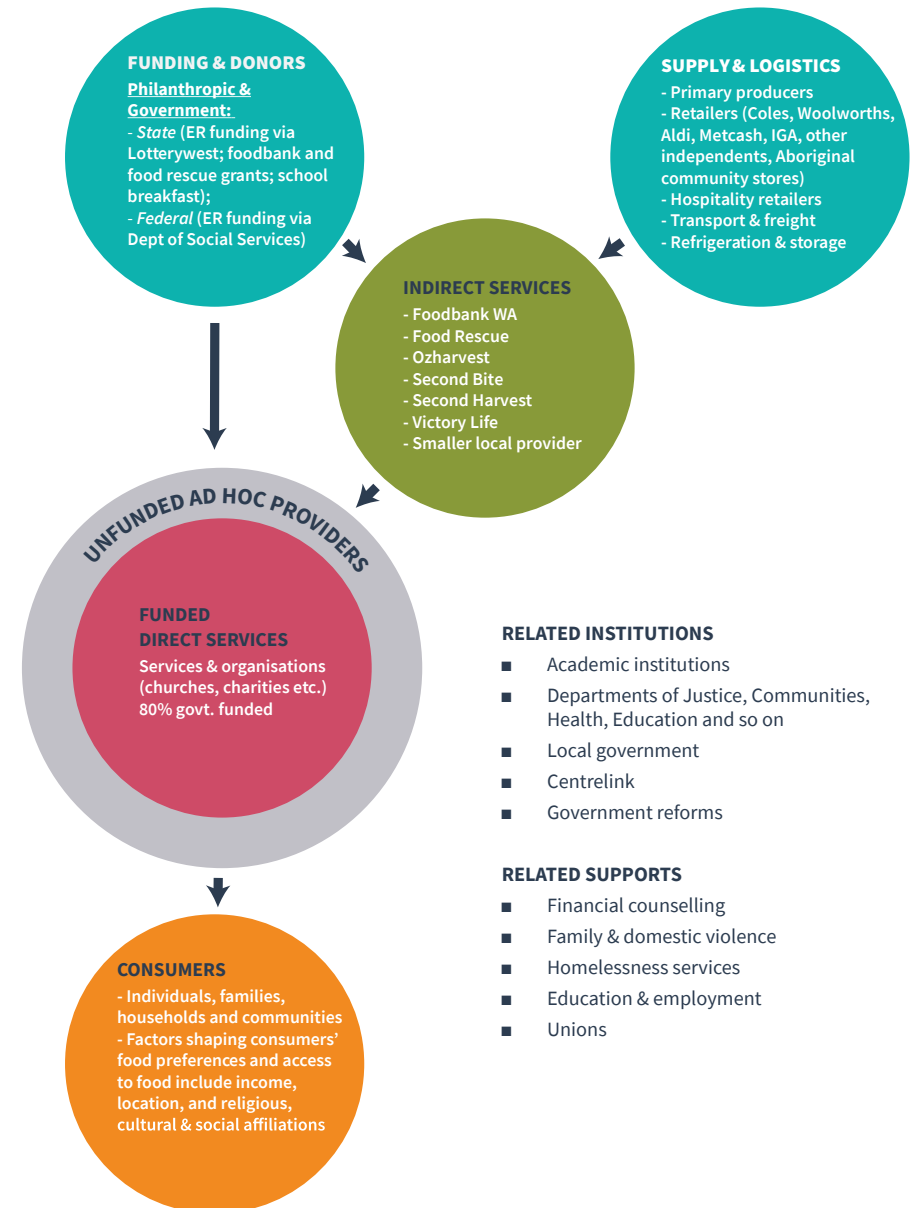 FUNDING & DONORS
Philanthropic &
Government:
- State (ER funding via
Lotterywest; foodbank and
food rescue grants; school
breakfast);
- Federal (ER funding via
Dept of Social Services)
SUPPLY & LOGISTICS
- Primary producers
- Retailers (Coles, Woolworths,
Aldi, Metcash, IGA, other
independents, Aboriginal
community stores)
- Hospitality retailers
- Transport & freight
- Refrigeration & storage
INDIRECT SERVICES
- Foodbank WA
- Food Rescue
- Ozharvest
- Second Bite
- Second Harvest
- Victory Life
- Smaller local provider
UNFUNDED AD HOC PROVIDERS
FUNDED
DIRECT SERVICES
Services & organisations
(churches, charities etc.)
80% govt. funded
RELATED INSTITUTIONS
■ Academic institutions
■ Departments of Justice, Communities,
Health, Education and so on
■ Local government
■ Centrelink
■ Government reforms
RELATED SUPPORTS
■ Financial counselling
■ Family & domestic violence
■ Homelessness services
■ Education & employment
■ Unions
CONSUMERS
- Individuals, families,
households and communities
- Factors shaping consumers’
food preferences and access
to food include income,
location, and religious,
cultural & social affiliations